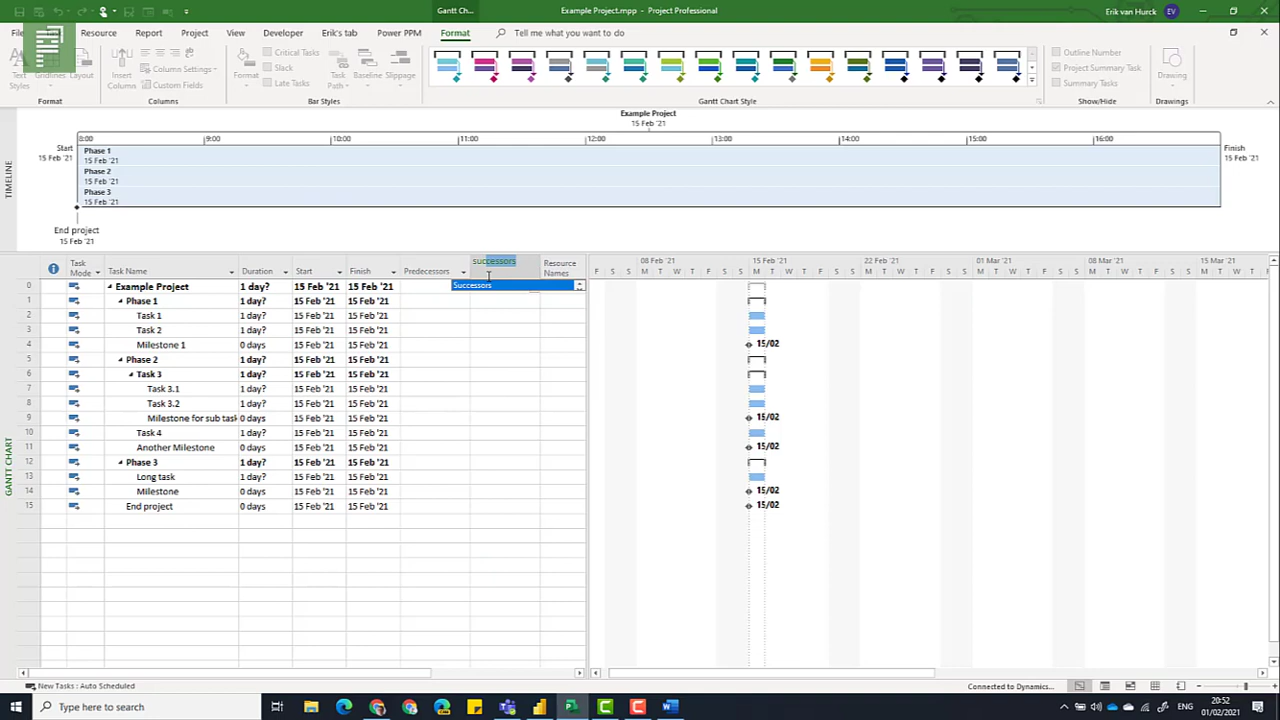 Gantt Ch...
Example Project.mpp - Project Professional
Erik van Hurck
EV
Resource
Report
Project
View
Developer
Erik's tab
Power PPM
Format
Tell me what you want to do
Text Styles
Gridlines
Layout
Insert Column
Column Settings
Custom Fields
Format
Critical Tasks
Slack
Late Tasks
Task Path
Baseline
Slippage
Outline Number
Project Summary Task
Summary Tasks
Drawing
Format
Columns
Bar Styles
Gantt Chart Style
Show/Hide
Drawings
TIMELINE
Example Project
15 Feb '21
8:00 9:00 10:00 11:00 12:00 13:00 14:00 15:00 16:00
Start
15 Feb '21
Finish
15 Feb '21
Phase 1
15 Feb '21
Phase 2
15 Feb '21
Phase 3
15 Feb '21
End project
15 Feb '21
GANTT CHART
Task Mode
Task Name
Duration
Start
Finish
Predecessors
successors
Resource Names
Successors
08 Feb '21 15 Feb '21 22 Feb '21 01 Mar '21 08 Mar '21 15 Mar '21
F S S M T W T F S S M T W T F S S M T W T F S S M T W T F S S M T W T F S S M T W
0 Example Project 1 day? 15 Feb '21 15 Feb '21
1 Phase 1 1 day? 15 Feb '21 15 Feb '21
2 Task 1 1 day? 15 Feb '21 15 Feb '21
3 Task 2 1 day? 15 Feb '21 15 Feb '21
4 Milestone 1 0 days 15 Feb '21 15 Feb '21 15/02
5 Phase 2 1 day? 15 Feb '21 15 Feb '21
6 Task 3 1 day? 15 Feb '21 15 Feb '21
7 Task 3.1 1 day? 15 Feb '21 15 Feb '21
8 Task 3.2 1 day? 15 Feb '21 15 Feb '21
9 Milestone for sub task 0 days 15 Feb '21 15 Feb '21 15/02
10 Task 4 1 day? 15 Feb '21 15 Feb '21
11 Another Milestone 0 days 15 Feb '21 15 Feb '21 15/02
12 Phase 3 1 day? 15 Feb '21 15 Feb '21
13 Long task 1 day? 15 Feb '21 15 Feb '21
14 Milestone 0 days 15 Feb '21 15 Feb '21 15/02
15 End project 0 days 15 Feb '21 15 Feb '21 15/02
New Tasks : Auto Scheduled
Connected to Dynamics...
Type here to search
20:52
01/02/2021